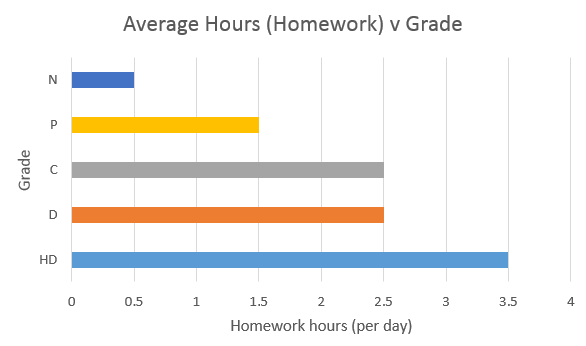 Average Hours (Homework) v Grade
N
P
C
D
HD
Grade
0 0.5 1 1.5 2 2.5 3 3.5 4
Homework hours (per day)